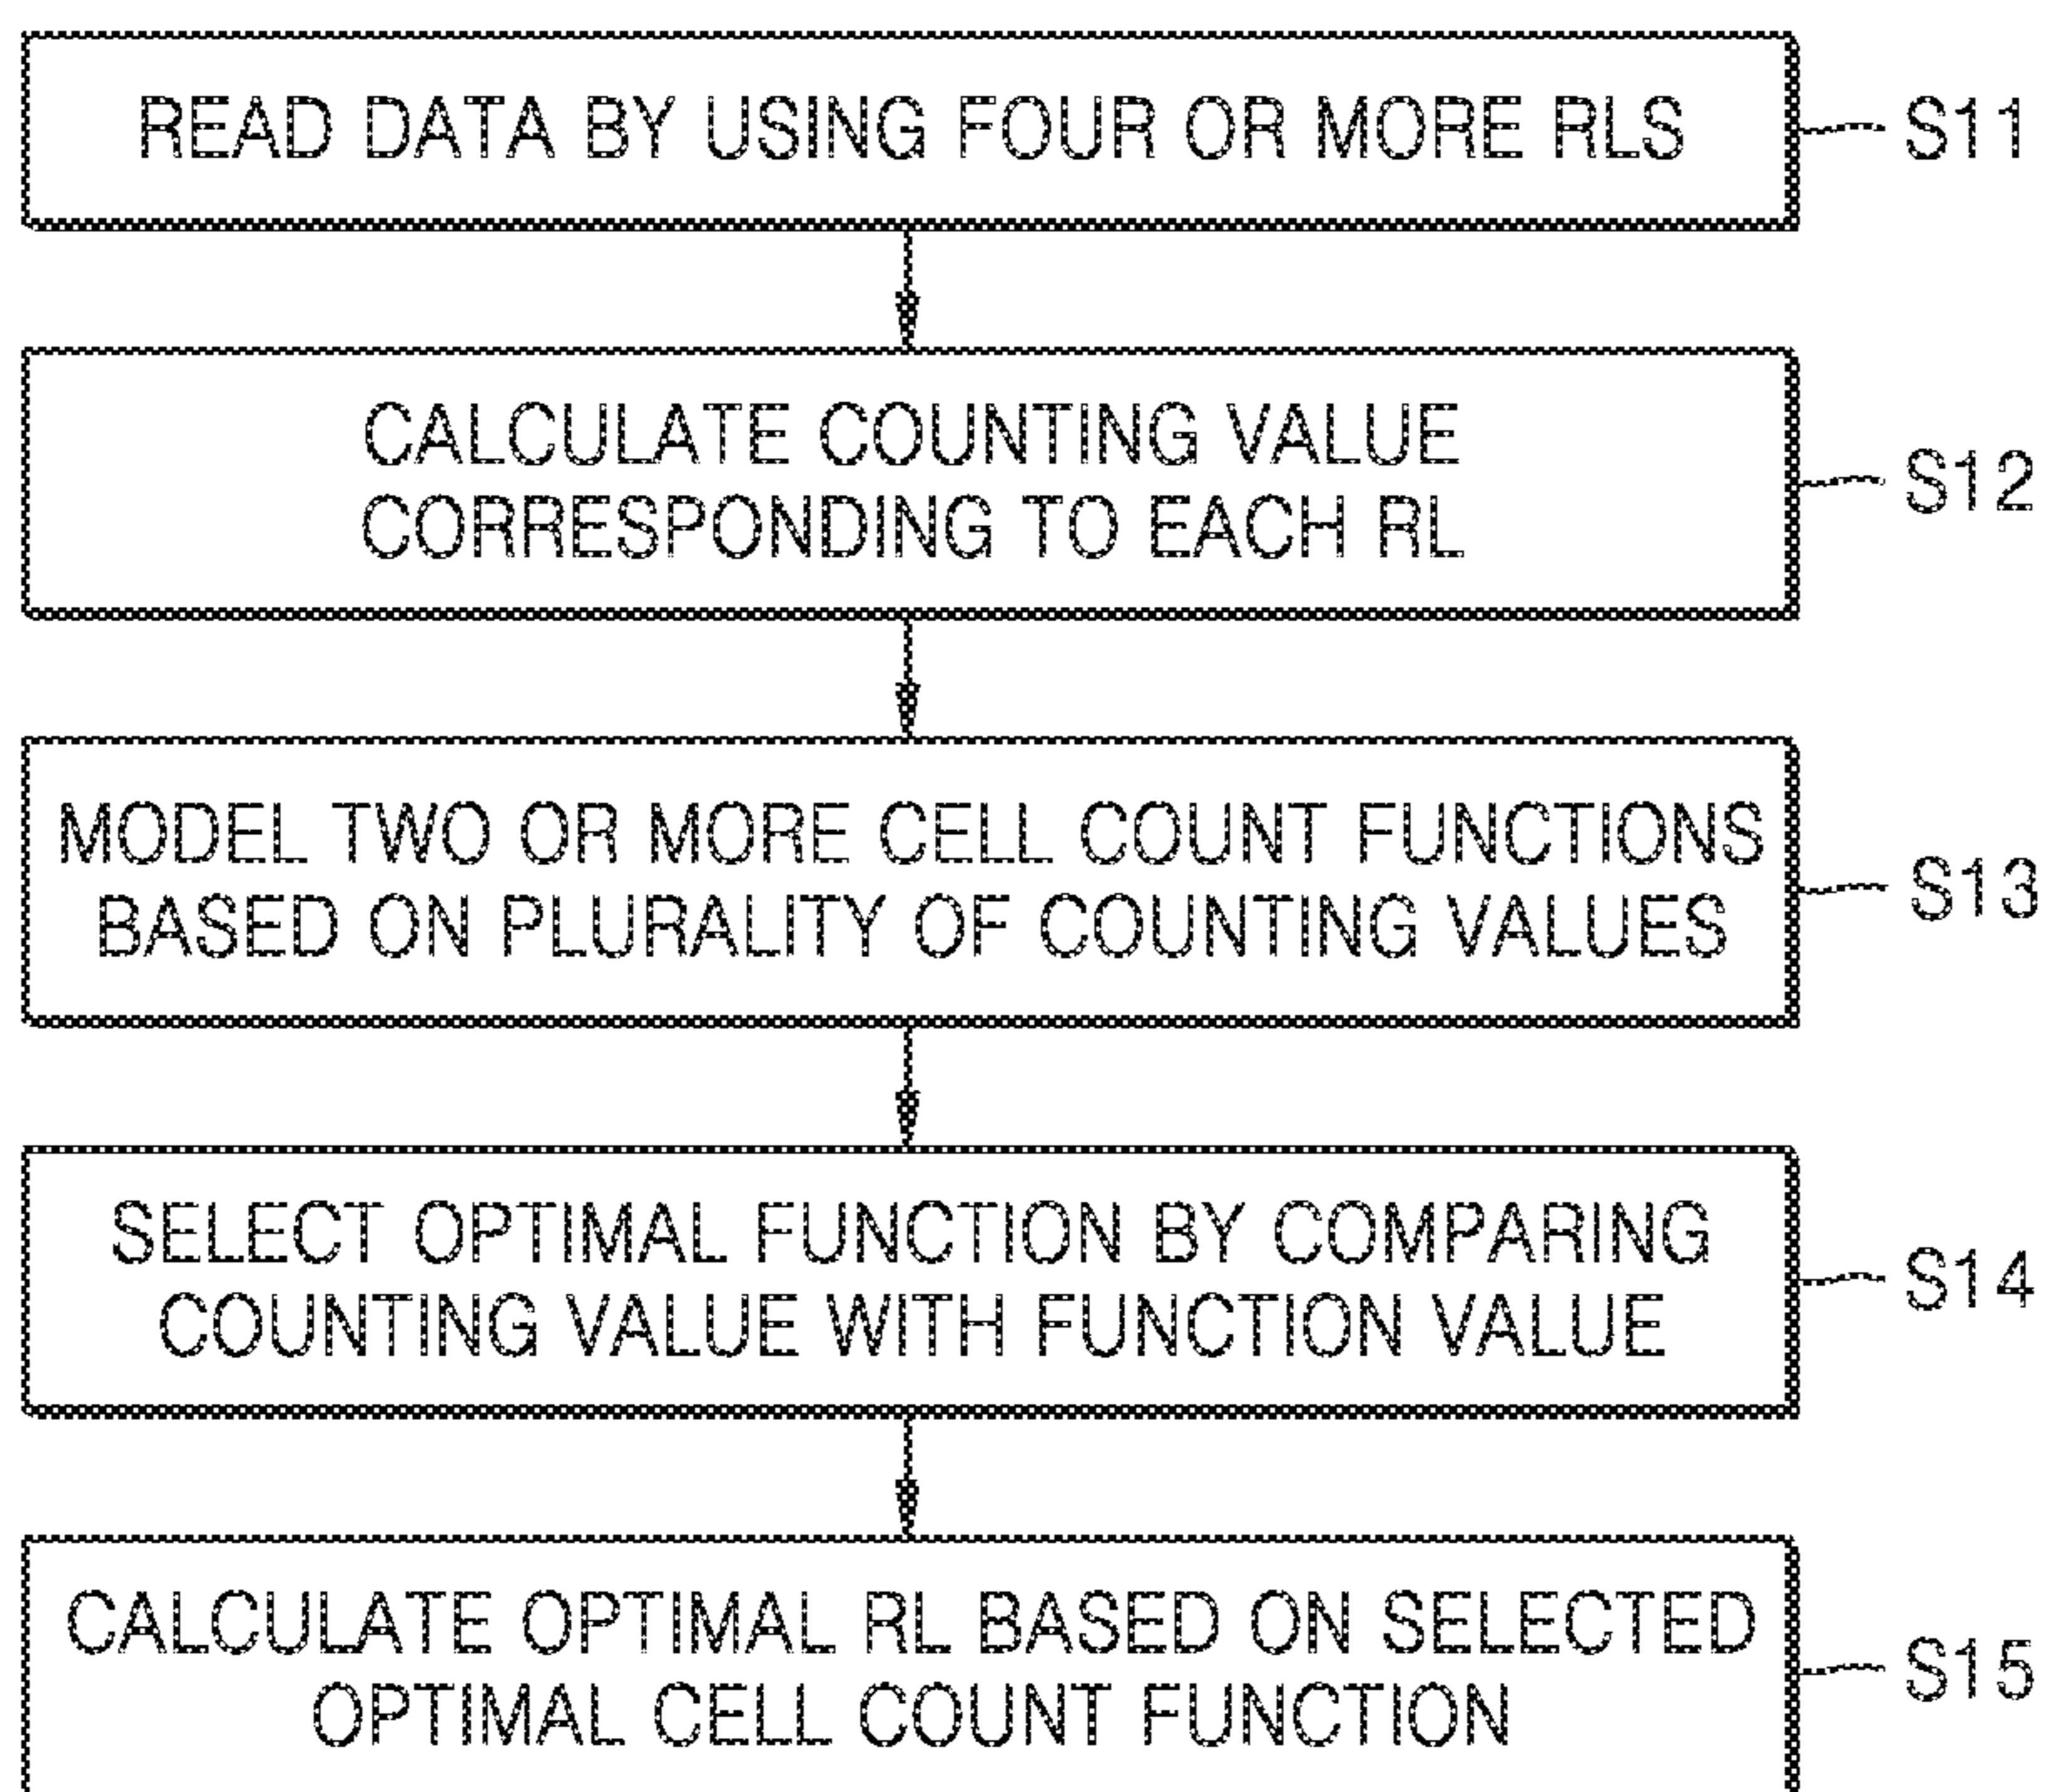 READ DATA BY USING FOUR OR MORE RLS
S11
CALCULATE COUNTING VALUE
CORRESPONDING TO EACH RL
S12
MODEL TWO OR MORE CELL COUNT FUNCTIONS
BASED ON PLURALITY OF COUNTING VALUES
S13
SELECT OPTIMAL FUNCTION BY COMPARING
COUNTING VALUE WITH FUNCTION VALUE
S14
CALCULATE OPTIMAL RL BASED ON SELECTED
OPTIMAL CELL COUNT FUNCTION
S15